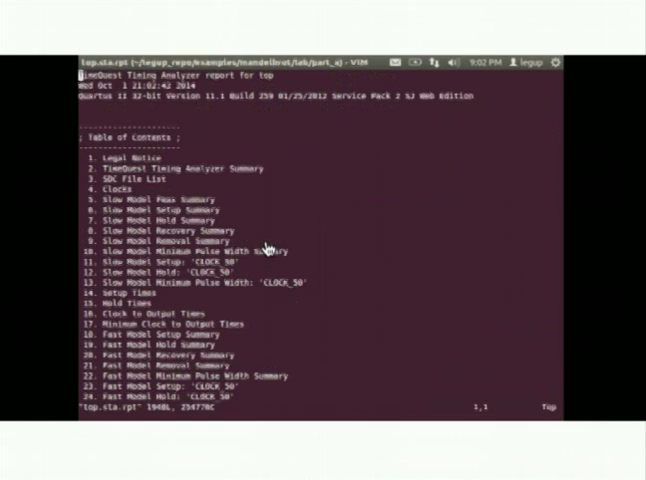 top.sta.rpt (~/legup_repo/examples/mandelbrot/lab/part_a) - VIM 9:02 PM legup
TimeQuest Timing Analyzer report for top
Wed Oct 1 21:02:42 2014
Quartus II 32-bit Version 11.1 Build 259 01/25/2012 Service Pack 2 SJ Web Edition
---------------------
; Table of Contents ;
---------------------
1. Legal Notice
2. TimeQuest Timing Analyzer Summary
3. SDC File List
4. Clocks
5. Slow Model Fmax Summary
6. Slow Model Setup Summary
7. Slow Model Hold Summary
8. Slow Model Recovery Summary
9. Slow Model Removal Summary
10. Slow Model Minimum Pulse Width Summary
11. Slow Model Setup: 'CLOCK_50'
12. Slow Model Hold: 'CLOCK_50'
13. Slow Model Minimum Pulse Width: 'CLOCK_50'
14. Setup Times
15. Hold Times
16. Clock to Output Times
17. Minimum Clock to Output Times
18. Fast Model Setup Summary
19. Fast Model Hold Summary
20. Fast Model Recovery Summary
21. Fast Model Removal Summary
22. Fast Model Minimum Pulse Width Summary
23. Fast Model Setup: 'CLOCK_50'
24. Fast Model Hold: 'CLOCK_50'
"top.sta.rpt" 1,1 Top